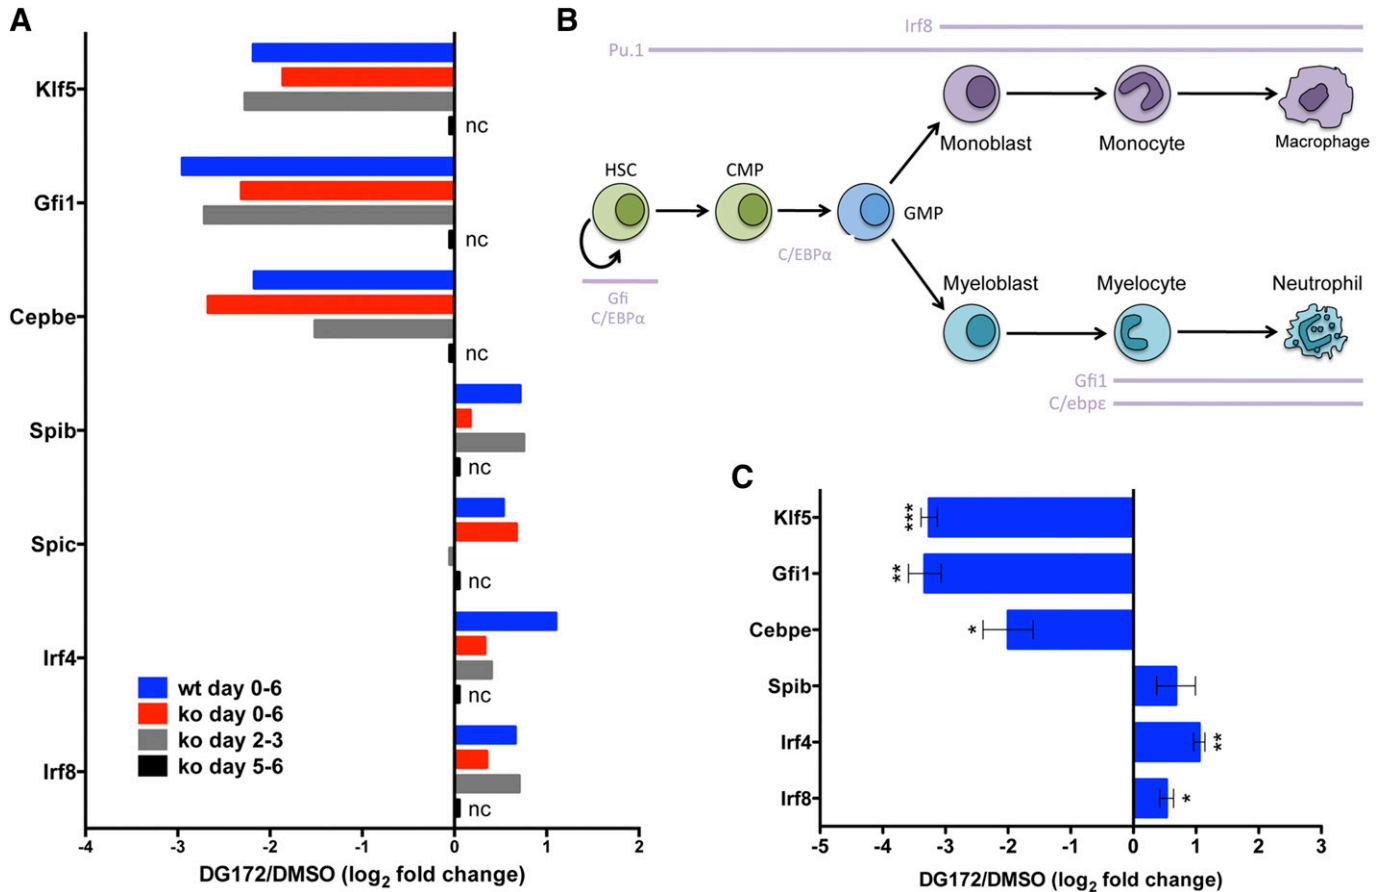 A
Klf5
nc
Gfi1
nc
Cepbe
nc
Spib
nc
Spic
nc
Irf4
nc
Irf8
nc
wt day 0-6
ko day 0-6
ko day 2-3
ko day 5-6
-4 -3 -2 -1 0 1 2
DG172/DMSO (log2 fold change)
B
Irf8
Pu.1
Monoblast
Monocyte
Macrophage
HSC
CMP
GMP
C/EBPα
Gfi
C/EBPα
Myeloblast
Myelocyte
Neutrophil
Gfi1
C/ebpε
C
Klf5
***
Gfi1
**
Cebpe
*
Spib
Irf4
**
Irf8
*
-5 -4 -3 -2 -1 0 1 2 3
DG172/DMSO (log2 fold change)